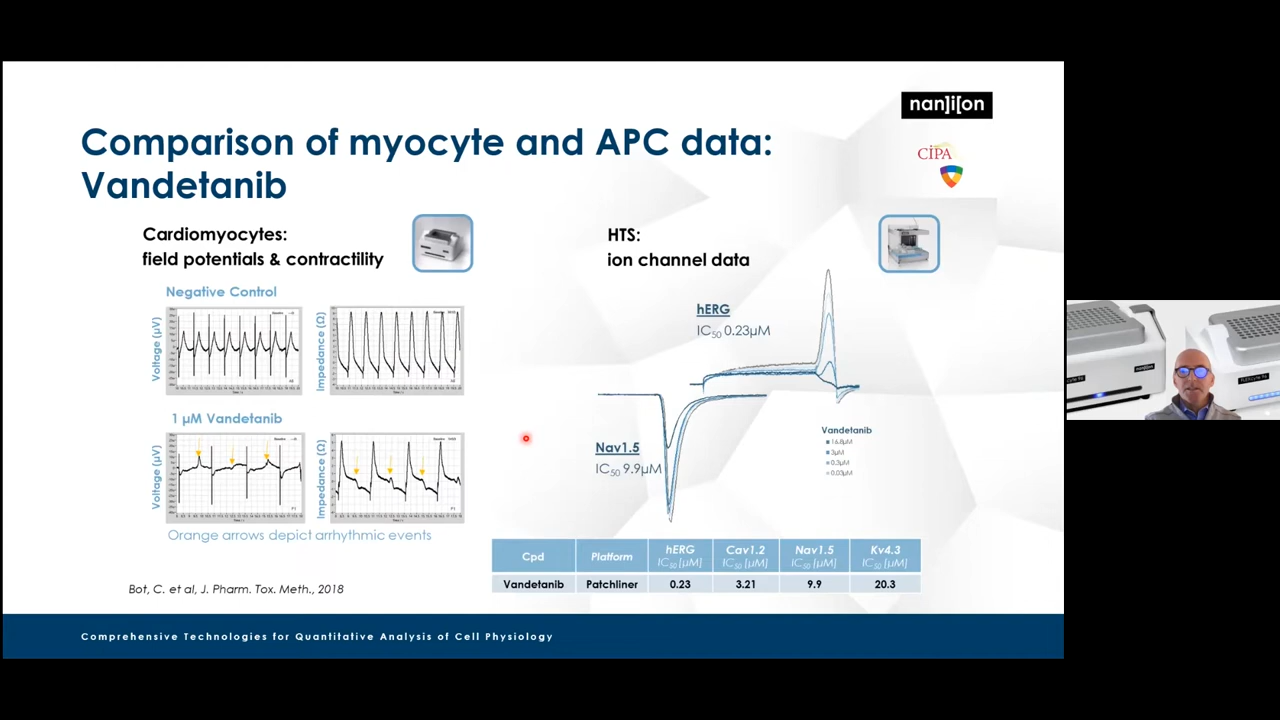 nan]i[on
CiPA
Comparison of myocyte and APC data:
Vandetanib
Cardiomyocytes:
field potentials & contractility
HTS:
ion channel data
Negative Control
Voltage (µV)
Impedance (Ω)
1 µM Vandetanib
Voltage (µV)
Impedance (Ω)
Orange arrows depict arrhythmic events
hERG
IC50 0.23µM
Nav1.5
IC50 9.9µM
Vandetanib
3µM
0.3µM
0.03µM
Cpd Platform hERG IC50 [µM] Cav1.2 IC50 [µM] Nav1.5 IC50 [µM] Kv4.3 IC50 [µM]
Vandetanib Patchliner 0.23 3.21 9.9 20.3
Bot, C. et al, J. Pharm. Tox. Meth., 2018
Comprehensive Technologies for Quantitative Analysis of Cell Physiology